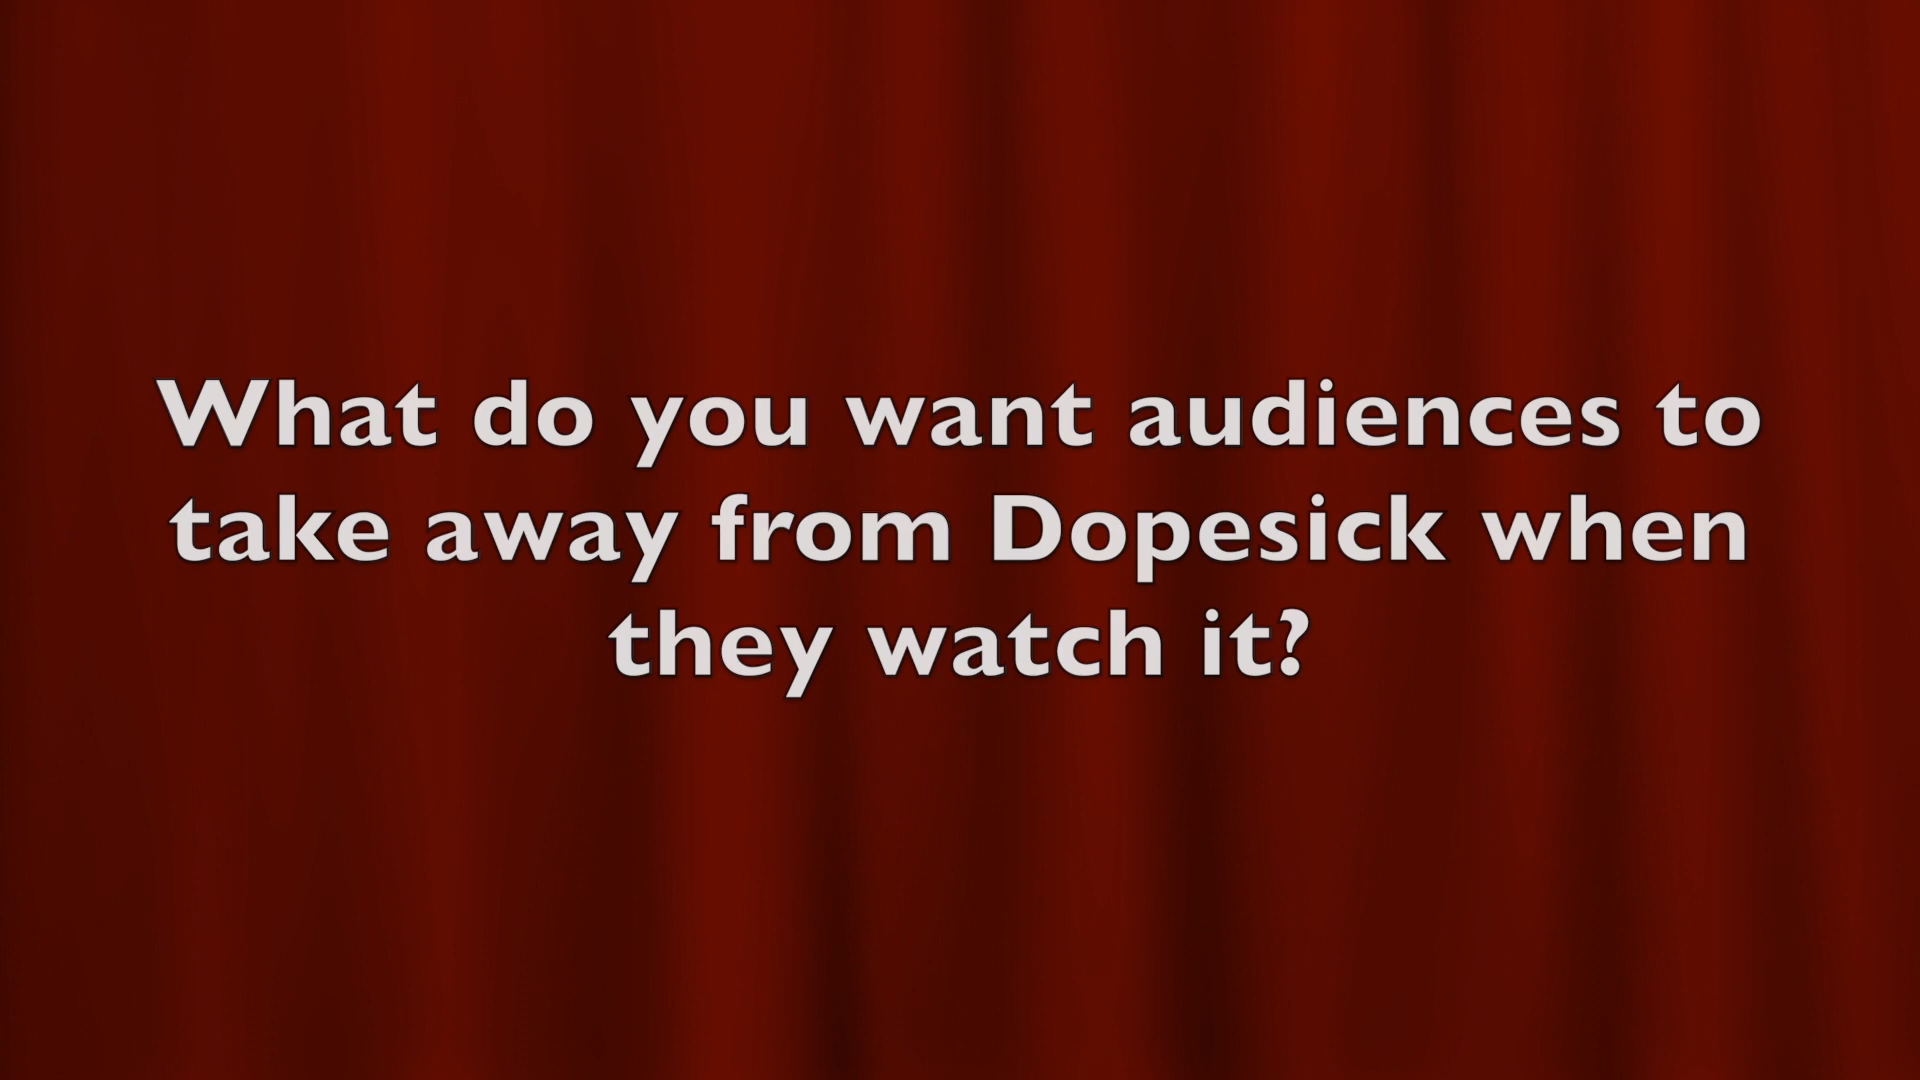 What do you want audiences to
take away from Dopesick when
they watch it?